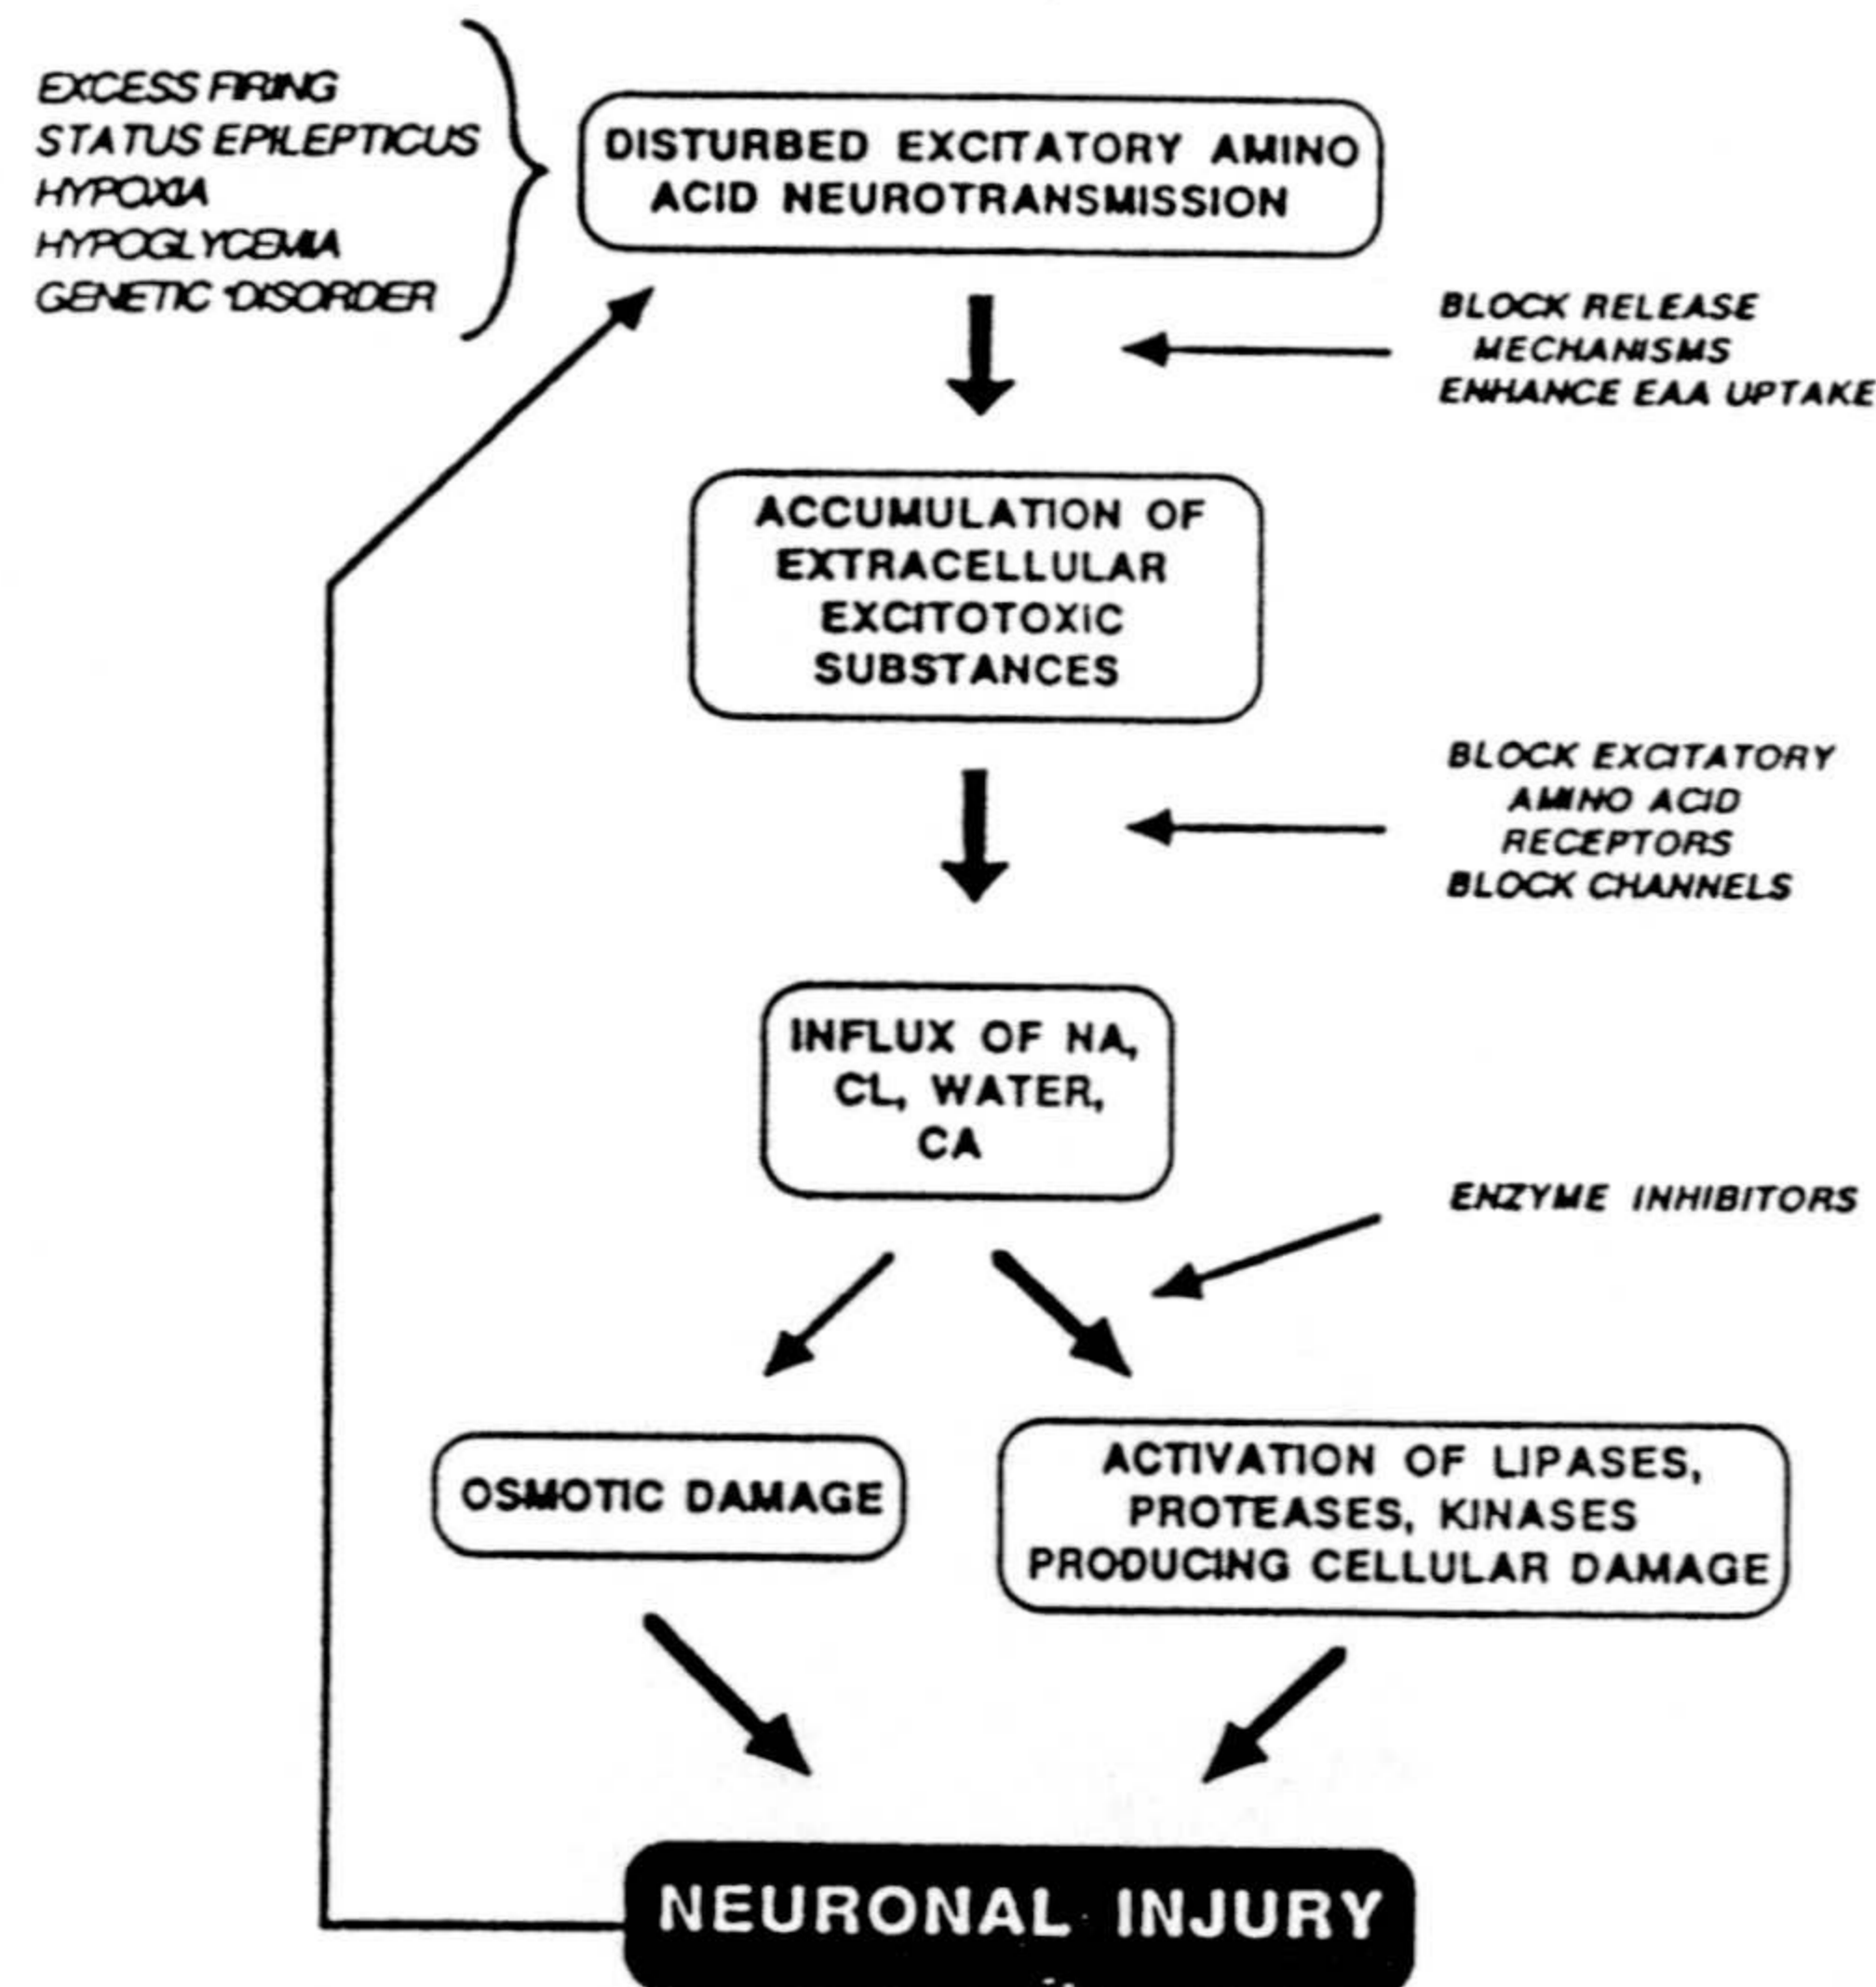 EXCESS FIRING
STATUS EPILEPTICUS
HYPOXIA
HYPOGLYCEMIA
GENETIC DISORDER
DISTURBED EXCITATORY AMINO
ACID NEUROTRANSMISSION
BLOCK RELEASE
MECHANISMS
ENHANCE EAA UPTAKE
ACCUMULATION OF
EXTRACELLULAR
EXCITOTOXIC
SUBSTANCES
BLOCK EXCITATORY
AMINO ACID
RECEPTORS
BLOCK CHANNELS
INFLUX OF NA,
CL, WATER,
CA
ENZYME INHIBITORS
OSMOTIC DAMAGE
ACTIVATION OF LIPASES,
PROTEASES, KINASES
PRODUCING CELLULAR DAMAGE
NEURONAL INJURY